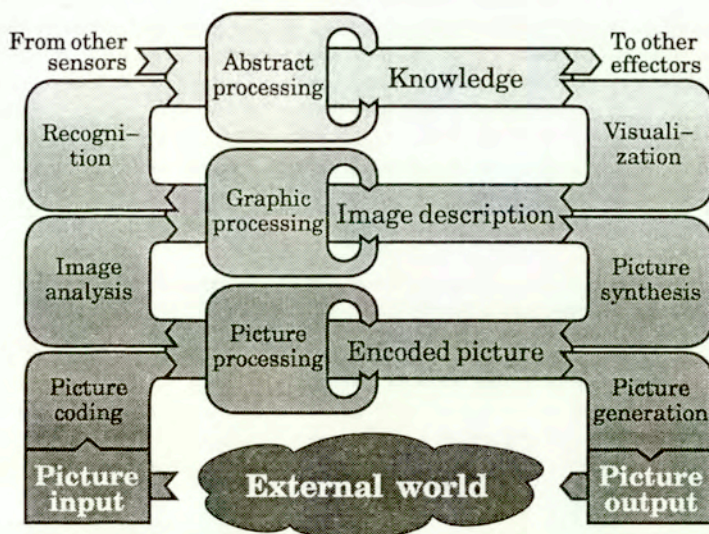 From other
sensors
Abstract
processing
Knowledge
To other
effectors
Recogni–
tion
Visuali–
zation
Graphic
processing
Image description
Image
analysis
Picture
synthesis
Picture
processing
Encoded picture
Picture
coding
Picture
generation
Picture
input
External world
Picture
output